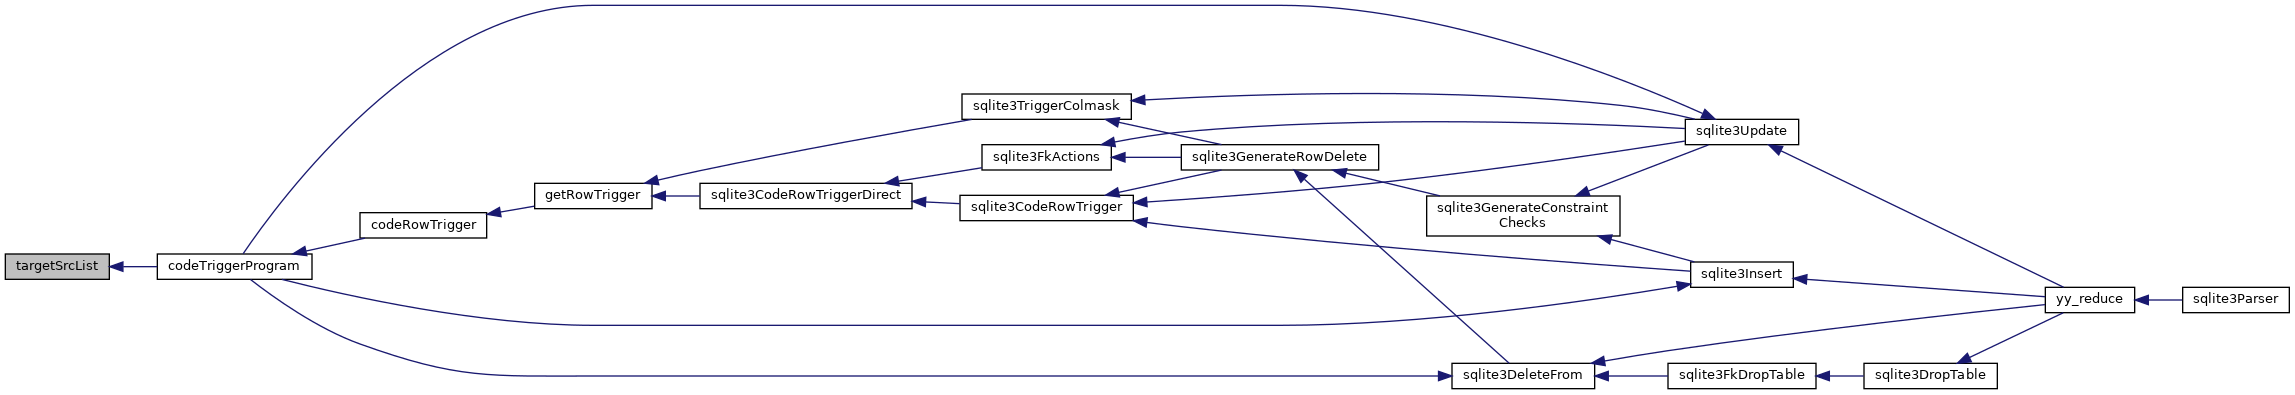 targetSrcList
codeTriggerProgram
codeRowTrigger
getRowTrigger
sqlite3TriggerColmask
sqlite3CodeRowTriggerDirect
sqlite3FkActions
sqlite3CodeRowTrigger
sqlite3GenerateRowDelete
sqlite3GenerateConstraint
Checks
sqlite3Update
sqlite3Insert
sqlite3DeleteFrom
sqlite3FkDropTable
sqlite3DropTable
yy_reduce
sqlite3Parser